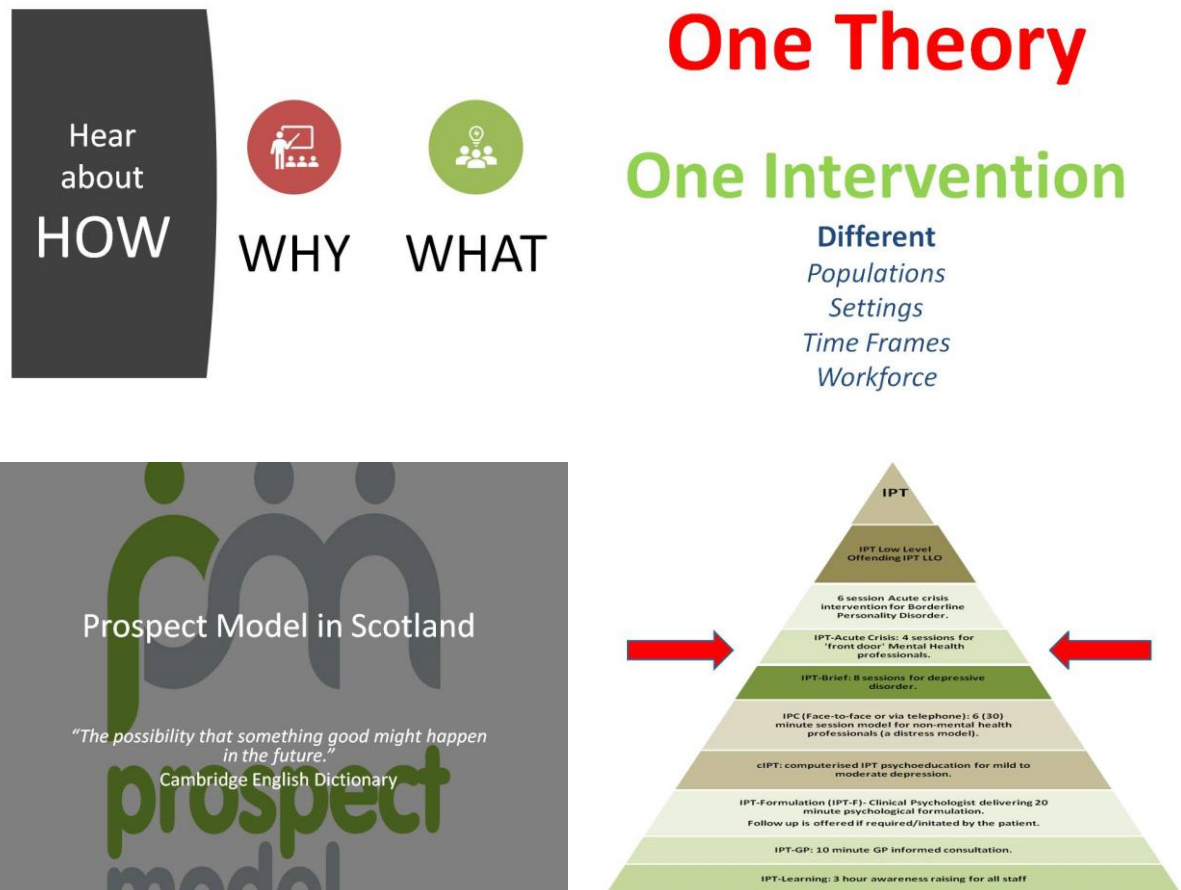 Hear
about
HOW
WHY
WHAT
One Theory
One Intervention
Different
Populations
Settings
Time Frames
Workforce
Prospect Model in Scotland
“The possibility that something good might happen
in the future.”
Cambridge English Dictionary
prospect
model
IPT
IPT Low Level
Offending IPT LLO
6 session Acute crisis
intervention for Borderline
Personality Disorder.
IPT-Acute Crisis: 4 sessions for
'front door' Mental Health
professionals.
IPT-Brief: 8 sessions for depressive
disorder.
IPC (Face-to-face or via telephone): 6 (30)
minute session model for non-mental health
professionals (a distress model).
cIPT: computerised IPT psychoeducation for mild to
moderate depression.
IPT-Formulation (IPT-F)- Clinical Psychologist delivering 20
minute psychological formulation.
Follow up is offered if required/initated by the patient.
IPT-GP: 10 minute GP informed consultation.
IPT-Learning: 3 hour awareness raising for all staff